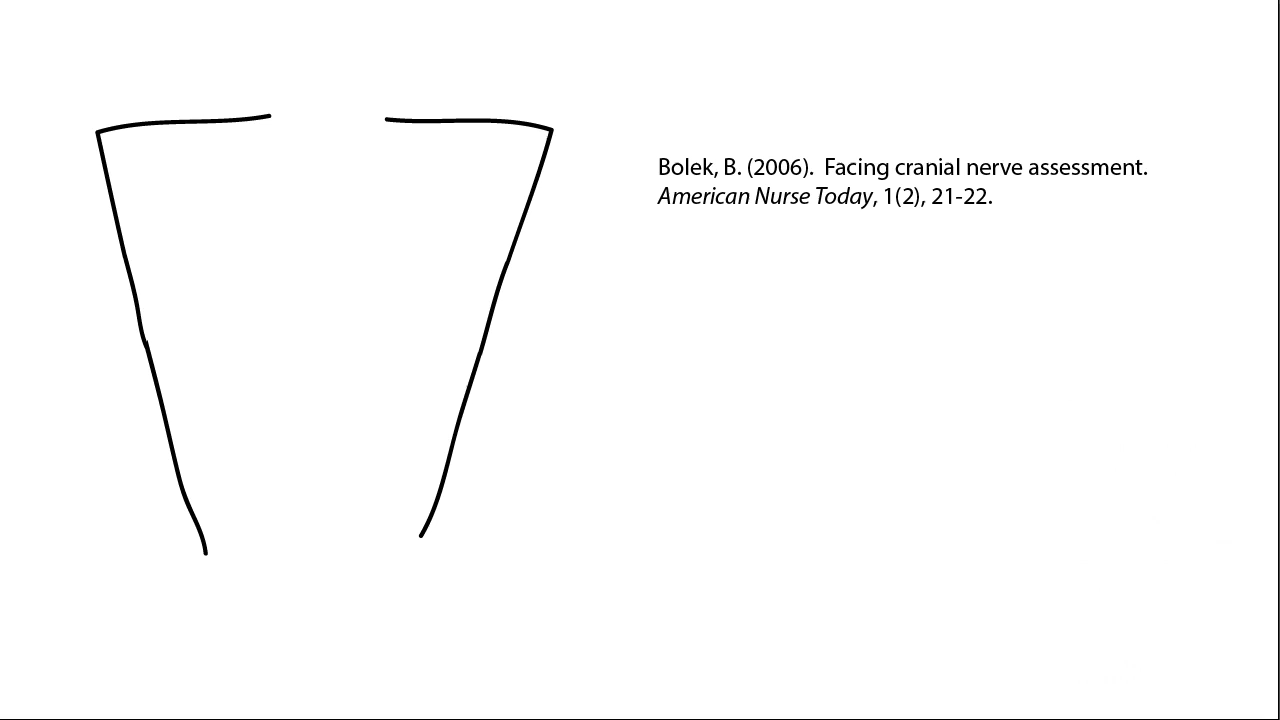 Bolek, B. (2006).  Facing cranial nerve assessment.
American Nurse Today, 1(2), 21-22.